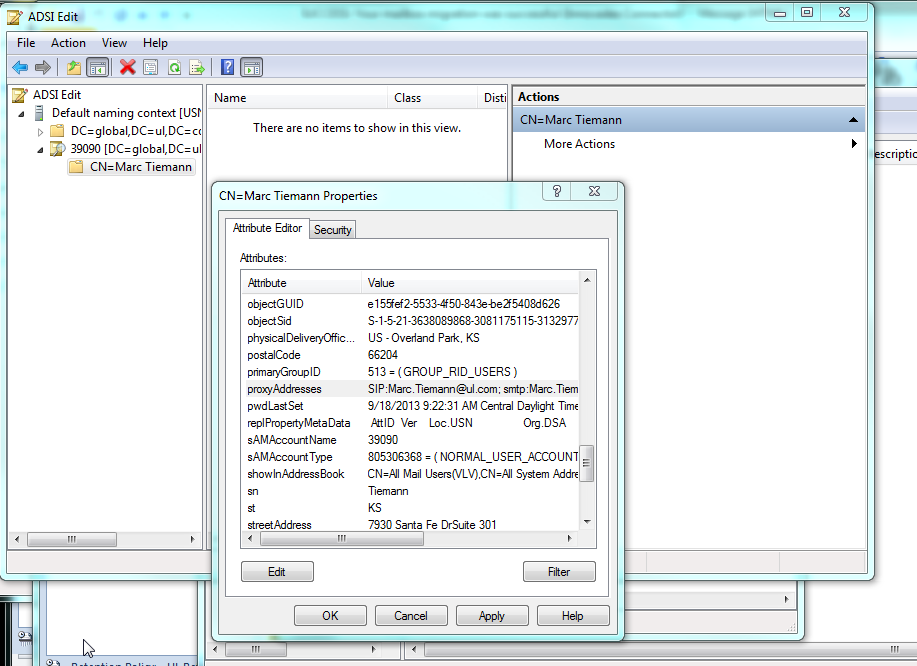 ADSI Edit
File Action View Help
ADSI Edit
Default naming context [USN
DC=global,DC=ul,DC=co
39090 [DC=global,DC=ul
CN=Marc Tiemann
Name Class Disti
There are no items to show in this view.
Actions
CN=Marc Tiemann
More Actions
escriptio
CN=Marc Tiemann Properties
Attribute Editor Security
Attributes:
Attribute Value
objectGUID e155fef2-5533-4f50-843e-be2f5408d626
objectSid S-1-5-21-3638089868-3081175115-3132977
physicalDeliveryOffic... US - Overland Park, KS
postalCode 66204
primaryGroupID 513 = ( GROUP_RID_USERS )
proxyAddresses SIP:Marc.Tiemann@ul.com; smtp:Marc.Tiem
pwdLastSet 9/18/2013 9:22:31 AM Central Daylight Time
replPropertyMetaData AttID Ver Loc.USN Org.DSA
sAMAccountName 39090
sAMAccountType 805306368 = ( NORMAL_USER_ACCOUNT
showInAddressBook CN=All Mail Users(VLV),CN=All System Addre
sn Tiemann
st KS
streetAddress 7930 Santa Fe DrSuite 301
Edit Filter
OK Cancel Apply Help